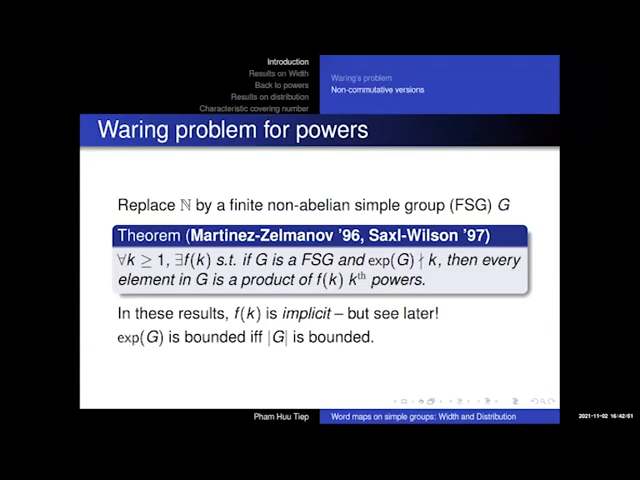 Introduction
Results on Width
Back to powers
Results on distribution
Characteristic covering number
Waring's problem
Non-commutative versions
Waring problem for powers
Replace ℕ by a finite non-abelian simple group (FSG) G
Theorem (Martinez-Zelmanov '96, Saxl-Wilson '97)
∀k ≥ 1, ∃f(k) s.t. if G is a FSG and exp(G) ∤ k, then every
element in G is a product of f(k) kᵗʰ powers.
In these results, f(k) is implicit – but see later!
exp(G) is bounded iff |G| is bounded.
Pham Huu Tiep
Word maps on simple groups: Width and Distribution
2021-11-02 16:42:51